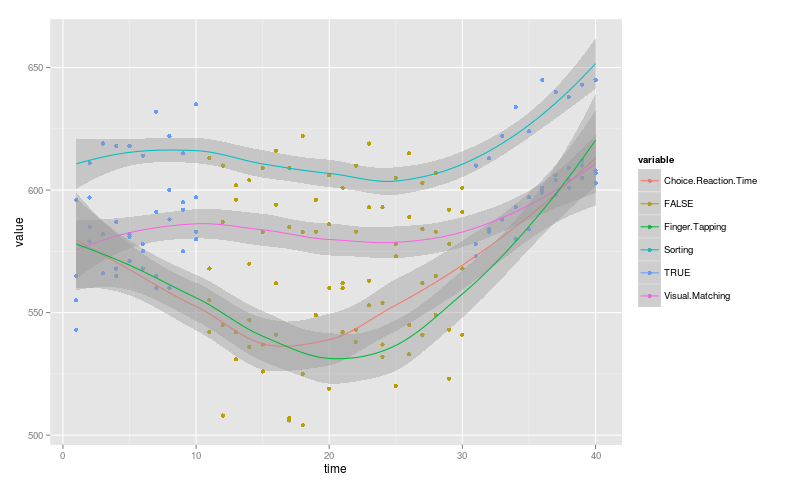 650
600
550
500
value
0
10
20
30
40
time
variable
Choice.Reaction.Time
FALSE
Finger.Tapping
Sorting
TRUE
Visual.Matching